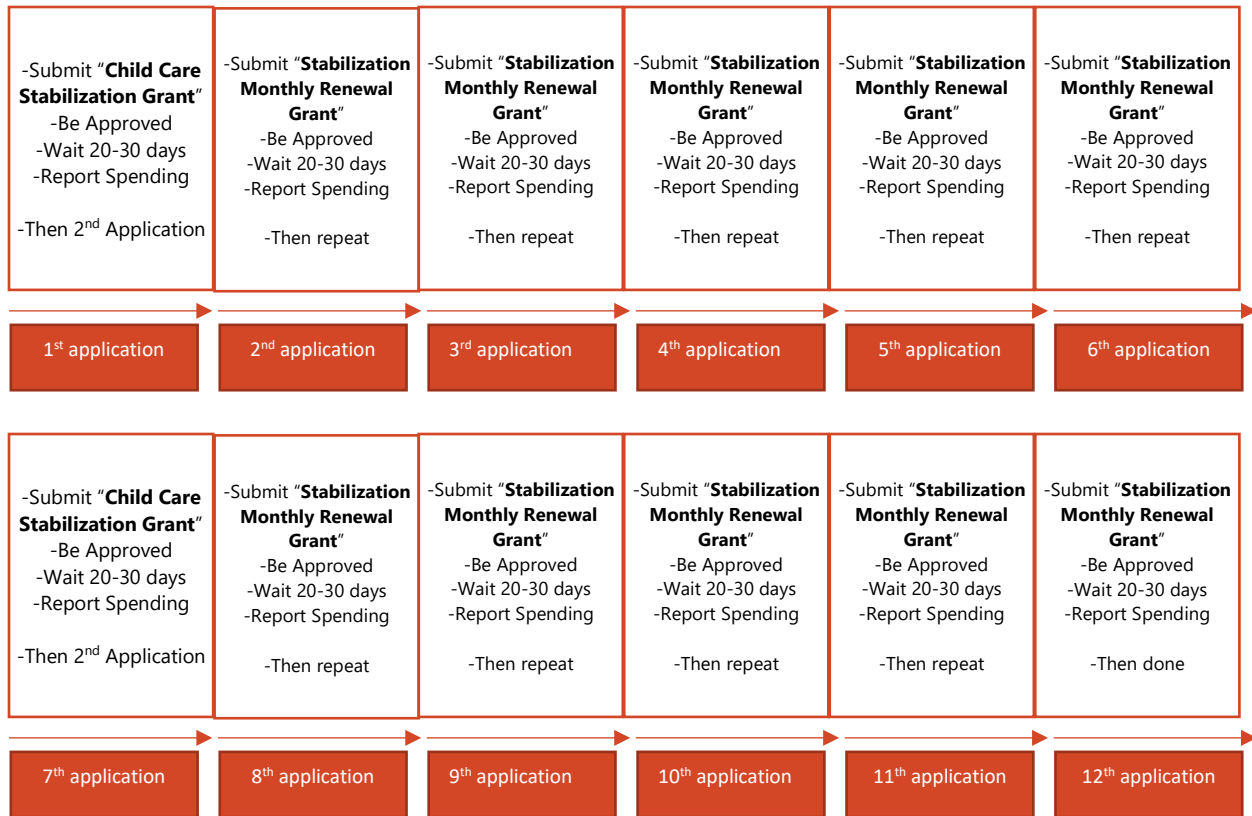 -Submit “Child Care
Stabilization Grant”
-Be Approved
-Wait 20-30 days
-Report Spending
-Then 2nd Application
-Submit “Stabilization
Monthly Renewal
Grant”
-Be Approved
-Wait 20-30 days
-Report Spending
-Then repeat
-Submit “Stabilization
Monthly Renewal
Grant”
-Be Approved
-Wait 20-30 days
-Report Spending
-Then repeat
-Submit “Stabilization
Monthly Renewal
Grant”
-Be Approved
-Wait 20-30 days
-Report Spending
-Then repeat
-Submit “Stabilization
Monthly Renewal
Grant”
-Be Approved
-Wait 20-30 days
-Report Spending
-Then repeat
-Submit “Stabilization
Monthly Renewal
Grant”
-Be Approved
-Wait 20-30 days
-Report Spending
-Then repeat
1st application
2nd application
3rd application
4th application
5th application
6th application
-Submit “Child Care
Stabilization Grant”
-Be Approved
-Wait 20-30 days
-Report Spending
-Then 2nd Application
-Submit “Stabilization
Monthly Renewal
Grant”
-Be Approved
-Wait 20-30 days
-Report Spending
-Then repeat
-Submit “Stabilization
Monthly Renewal
Grant”
-Be Approved
-Wait 20-30 days
-Report Spending
-Then repeat
-Submit “Stabilization
Monthly Renewal
Grant”
-Be Approved
-Wait 20-30 days
-Report Spending
-Then repeat
-Submit “Stabilization
Monthly Renewal
Grant”
-Be Approved
-Wait 20-30 days
-Report Spending
-Then repeat
-Submit “Stabilization
Monthly Renewal
Grant”
-Be Approved
-Wait 20-30 days
-Report Spending
-Then done
7th application
8th application
9th application
10th application
11th application
12th application